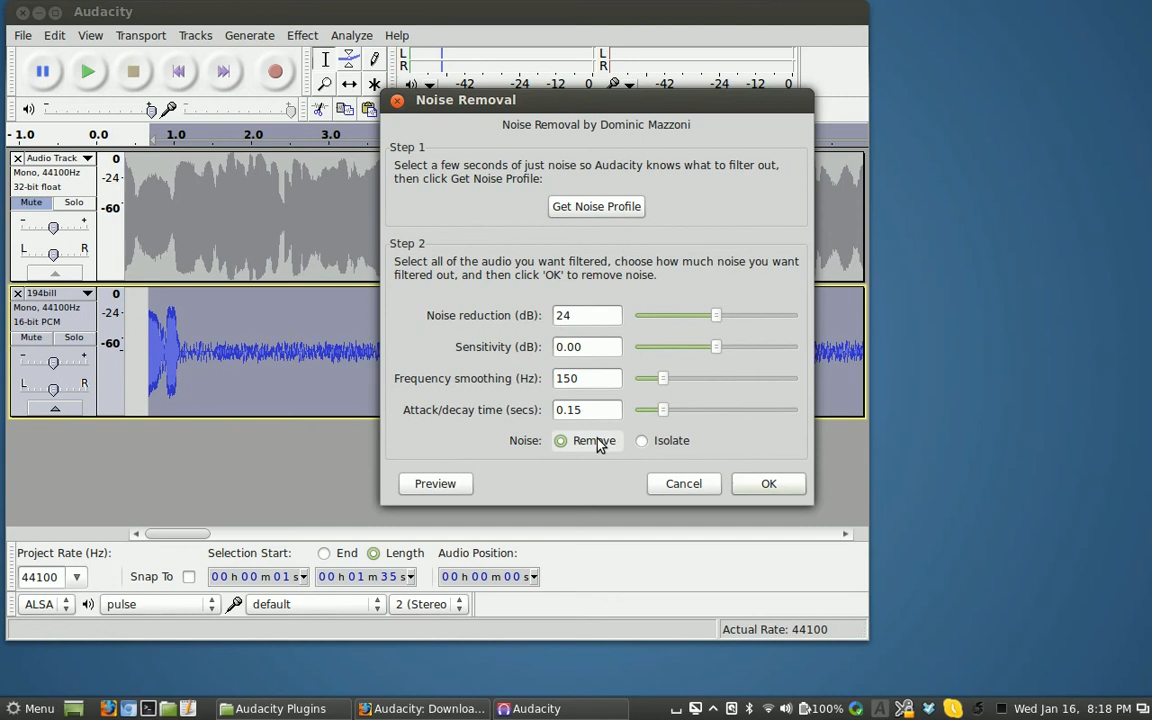 Audacity
File Edit View Transport Tracks Generate Effect Analyze Help
L
R
-42 -24 -12 0
L
R
-42 -24 -12 0
Noise Removal
Noise Removal by Dominic Mazzoni
Step 1
Select a few seconds of just noise so Audacity knows what to filter out,
then click Get Noise Profile:
Get Noise Profile
Step 2
Select all of the audio you want filtered, choose how much noise you want
filtered out, and then click 'OK' to remove noise.
Noise reduction (dB): 24
Sensitivity (dB): 0.00
Frequency smoothing (Hz): 150
Attack/decay time (secs): 0.15
Noise: Remove Isolate
Preview Cancel OK
- 1.0 0.0 1.0 2.0 3.0
Audio Track
Mono, 44100Hz
32-bit float
Mute Solo
- +
L R
0
-24
-60
194bill
Mono, 44100Hz
16-bit PCM
Mute Solo
- +
L R
0
-24
-60
Project Rate (Hz): Selection Start: End Length Audio Position:
44100 Snap To 00 h 00 m 01 s 00 h 01 m 35 s 00 h 00 m 00 s
ALSA pulse default 2 (Stereo
Actual Rate: 44100
Menu Audacity Plugins Audacity: Downloa... Audacity 100% Wed Jan 16, 8:18 PM